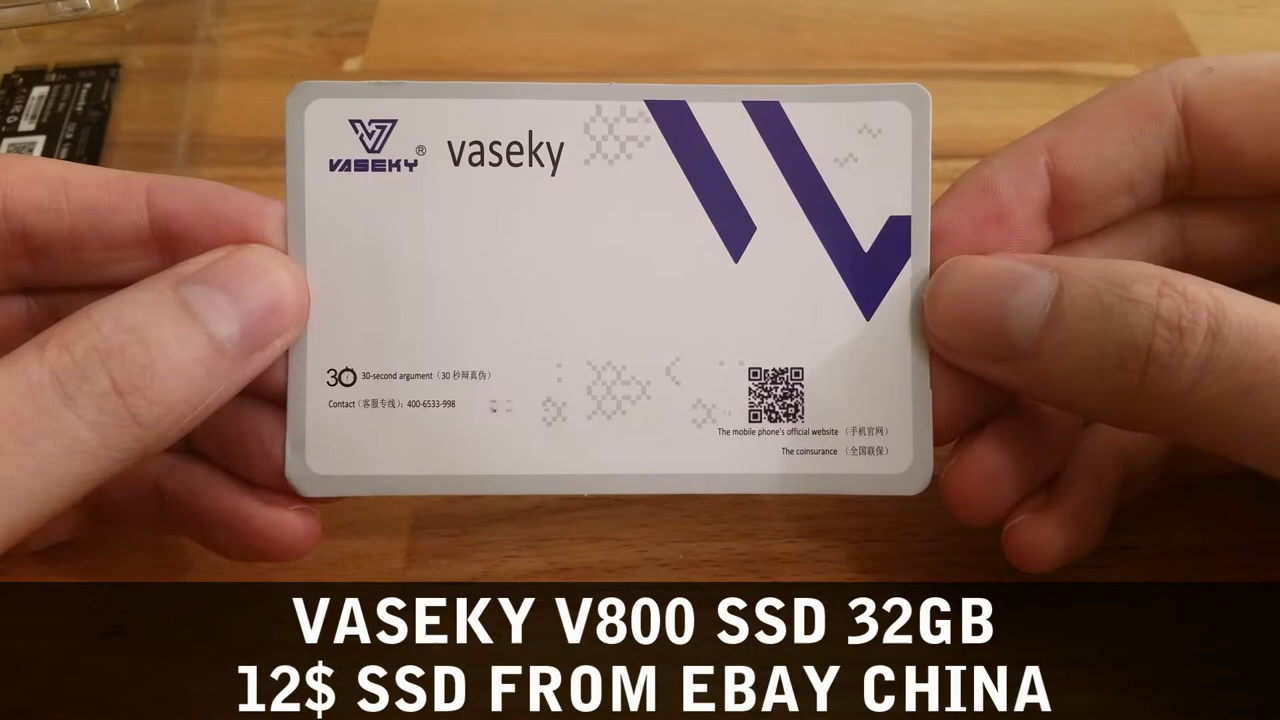 VASEKY® vaseky
30 30-second argument（30 秒辩真伪）
Contact（客服专线）：400-6533-998
The mobile phone's official website （手机官网）
The coinsurance （全国联保）
VASEKY V800 SSD 32GB
12$ SSD FROM EBAY CHINA